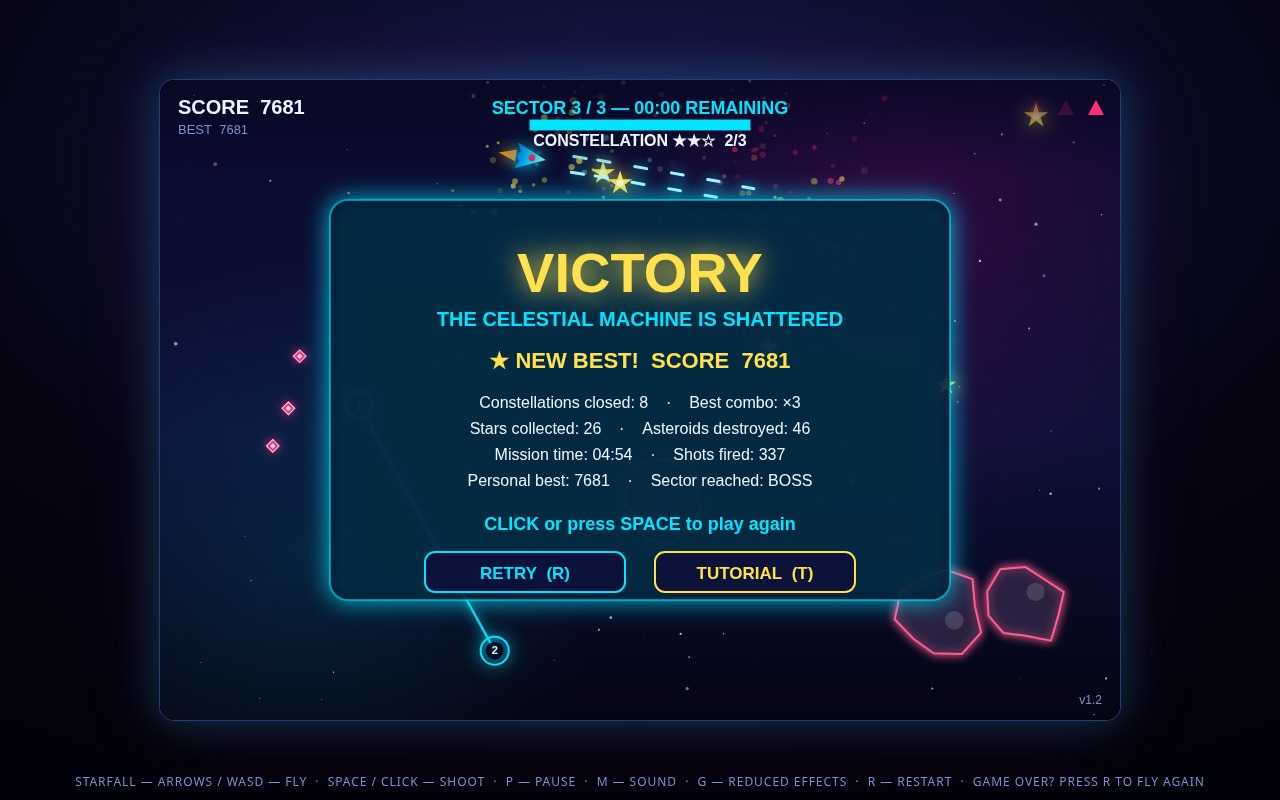 SCORE 7681
BEST 7681
SECTOR 3 / 3 — 00:00 REMAINING
CONSTELLATION ★★☆ 2/3
VICTORY
THE CELESTIAL MACHINE IS SHATTERED
★ NEW BEST! SCORE 7681
Constellations closed: 8 · Best combo: ×3
Stars collected: 26 · Asteroids destroyed: 46
Mission time: 04:54 · Shots fired: 337
Personal best: 7681 · Sector reached: BOSS
CLICK or press SPACE to play again
RETRY (R)
TUTORIAL (T)
2
v1.2
STARFALL — ARROWS / WASD — FLY · SPACE / CLICK — SHOOT · P — PAUSE · M — SOUND · G — REDUCED EFFECTS · R — RESTART · GAME OVER? PRESS R TO FLY AGAIN